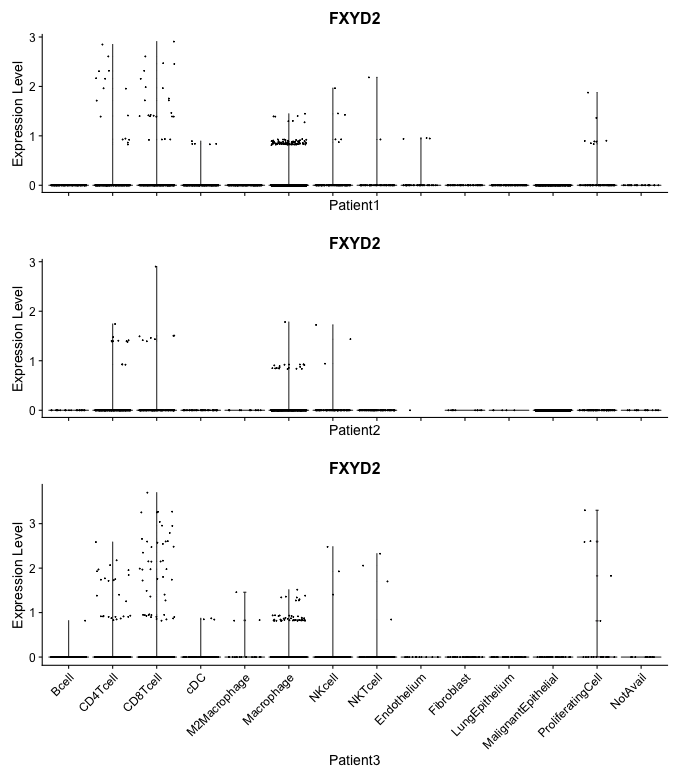 FXYD2
Expression Level
3
2
1
0
Patient1
FXYD2
Expression Level
3
2
1
0
Patient2
FXYD2
Expression Level
3
2
1
0
Bcell
CD4Tcell
CD8Tcell
cDC
M2Macrophage
Macrophage
NKcell
NKTcell
Endothelium
Fibroblast
LungEpithelium
MalignantEpithelial
ProliferatingCell
NotAvail
Patient3